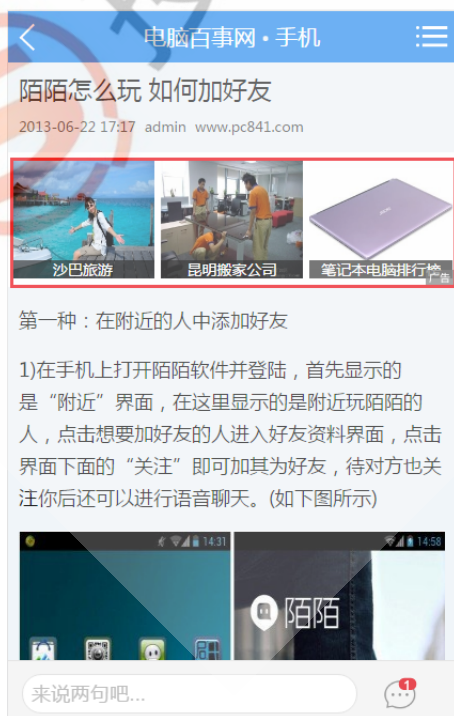 电脑百事网•手机
陌陌怎么玩 如何加好友
2013-06-22 17:17 admin www.pc841.com
沙巴旅游
昆明搬家公司
笔记本电脑排行榜
广告
第一种：在附近的人中添加好友
1)在手机上打开陌陌软件并登陆，首先显示的
是“附近”界面，在这里显示的是附近玩陌陌的
人，点击想要加好友的人进入好友资料界面，点击
界面下面的“关注”即可加其为好友，待对方也关
注你后还可以进行语音聊天。(如下图所示)
14:31
14:58
陌陌
来说两句吧...
1